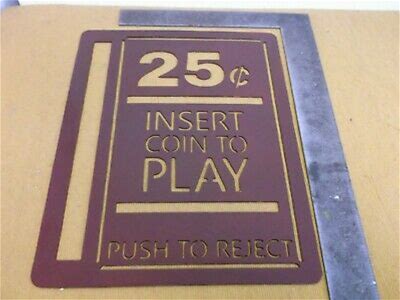 25¢
INSERT
COIN TO
PLAY
PUSH TO REJECT